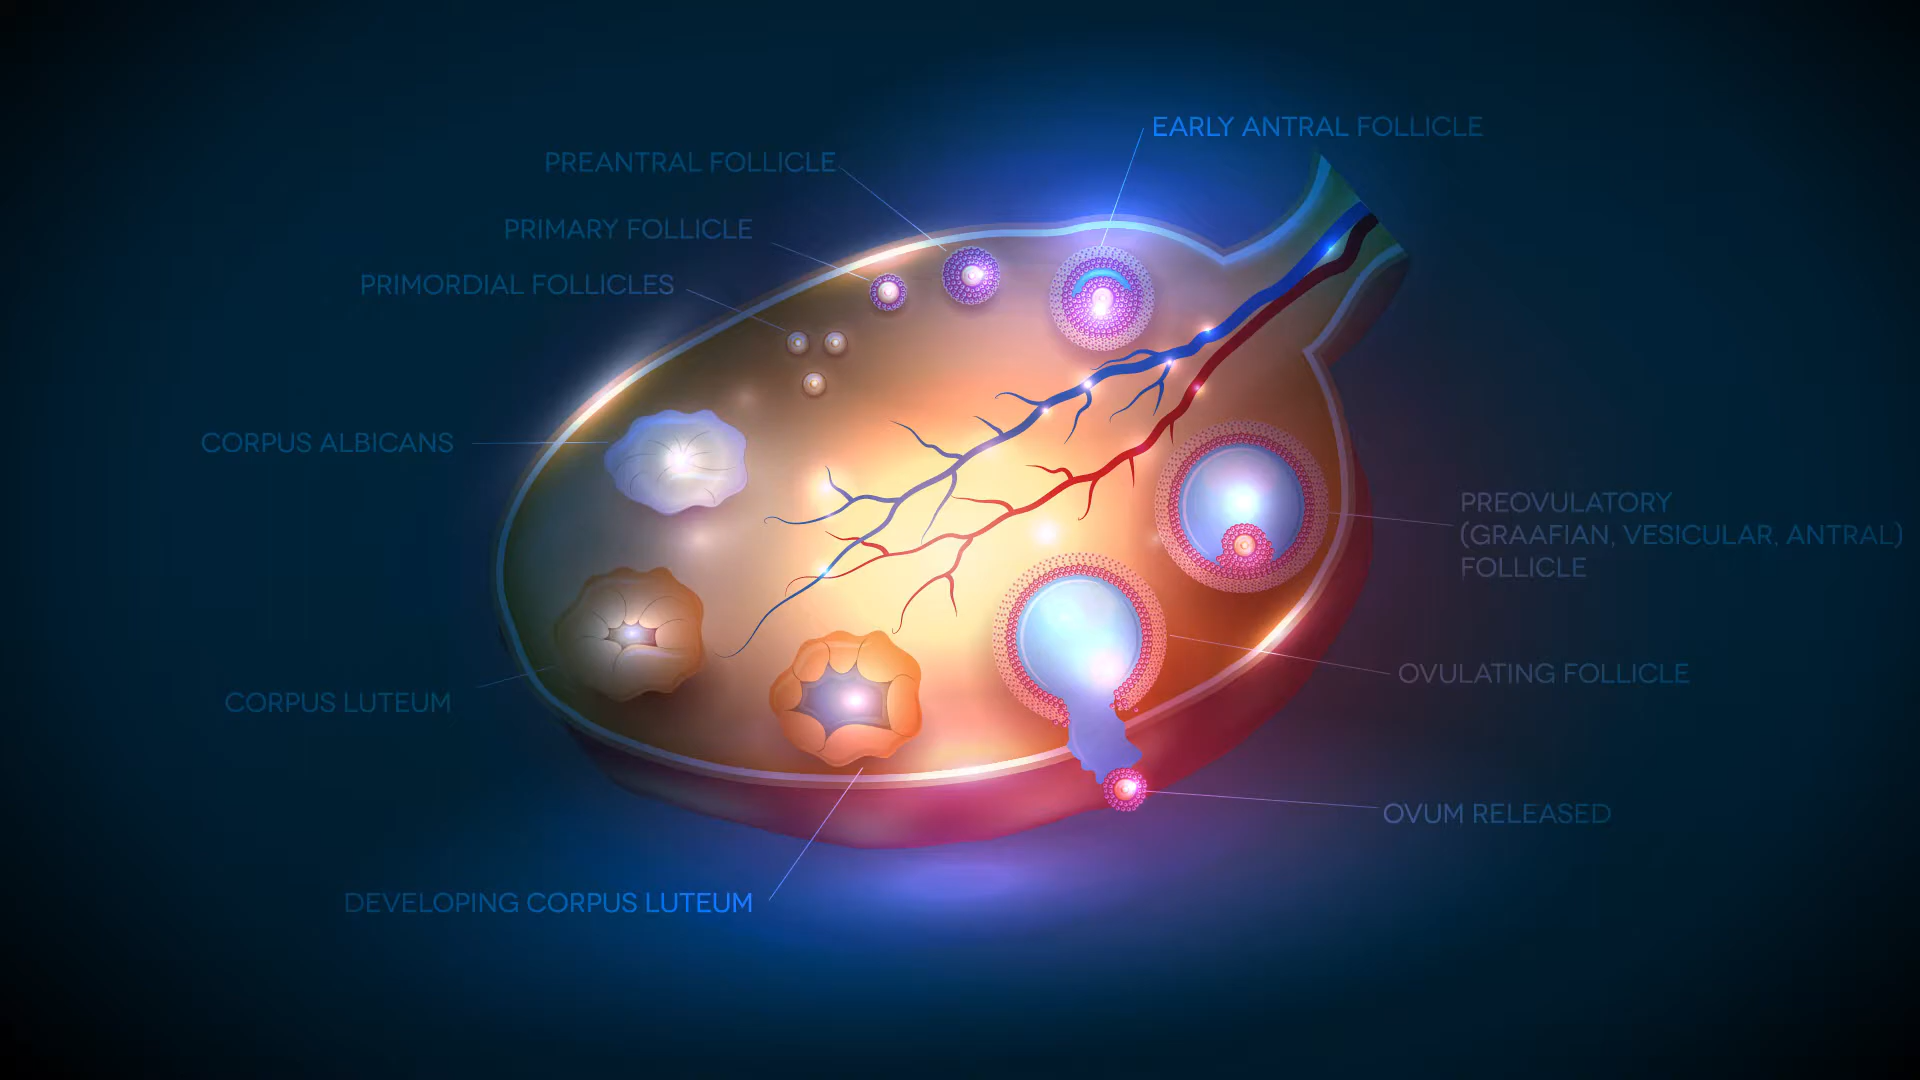 EARLY ANTRAL FOLLICLE
PREANTRAL FOLLICLE
PRIMARY FOLLICLE
PRIMORDIAL FOLLICLES
CORPUS ALBICANS
PREOVULATORY
(GRAAFIAN, VESICULAR, ANTRAL)
FOLLICLE
OVULATING FOLLICLE
CORPUS LUTEUM
OVUM RELEASED
DEVELOPING CORPUS LUTEUM